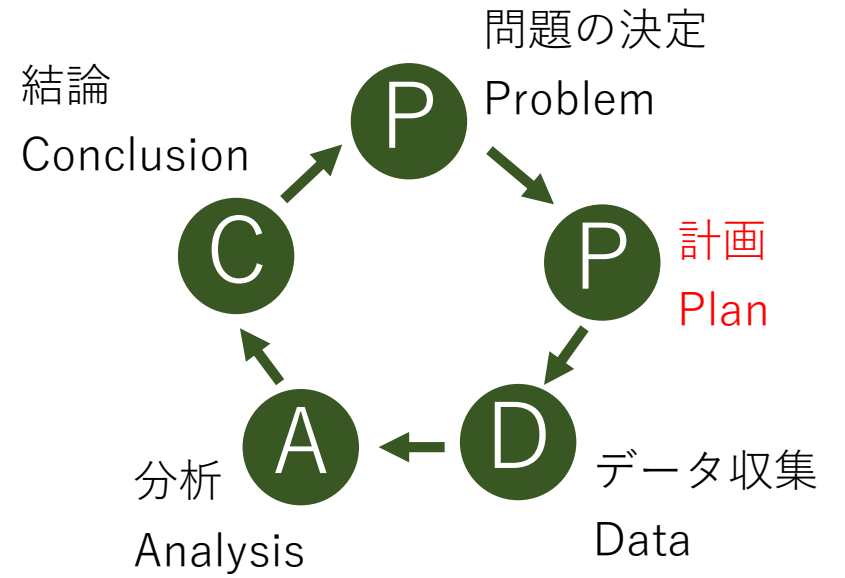 P
問題の決定
Problem
P
計画
Plan
D
データ収集
Data
A
分析
Analysis
C
結論
Conclusion